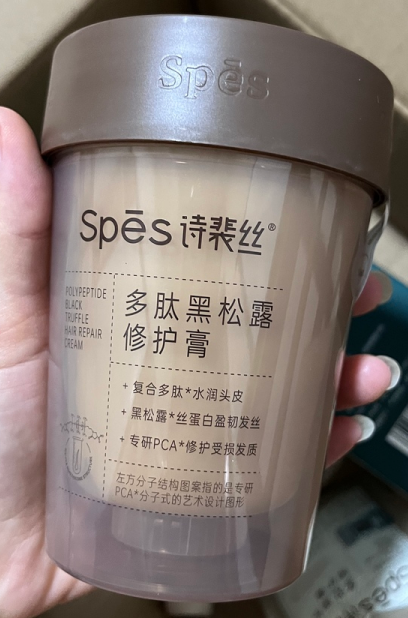 Spēs
Spēs 诗裴丝®
POLYPEPTIDE
BLACK
TRUFFLE
HAIR REPAIR
CREAM
多肽黑松露
修护膏
+ 复合多肽*水润头皮
+ 黑松露*丝蛋白盈韧发丝
+ 专研PCA*修护受损发质
左方分子结构图案指的是专研
PCA*分子式的艺术设计图形
Spēs